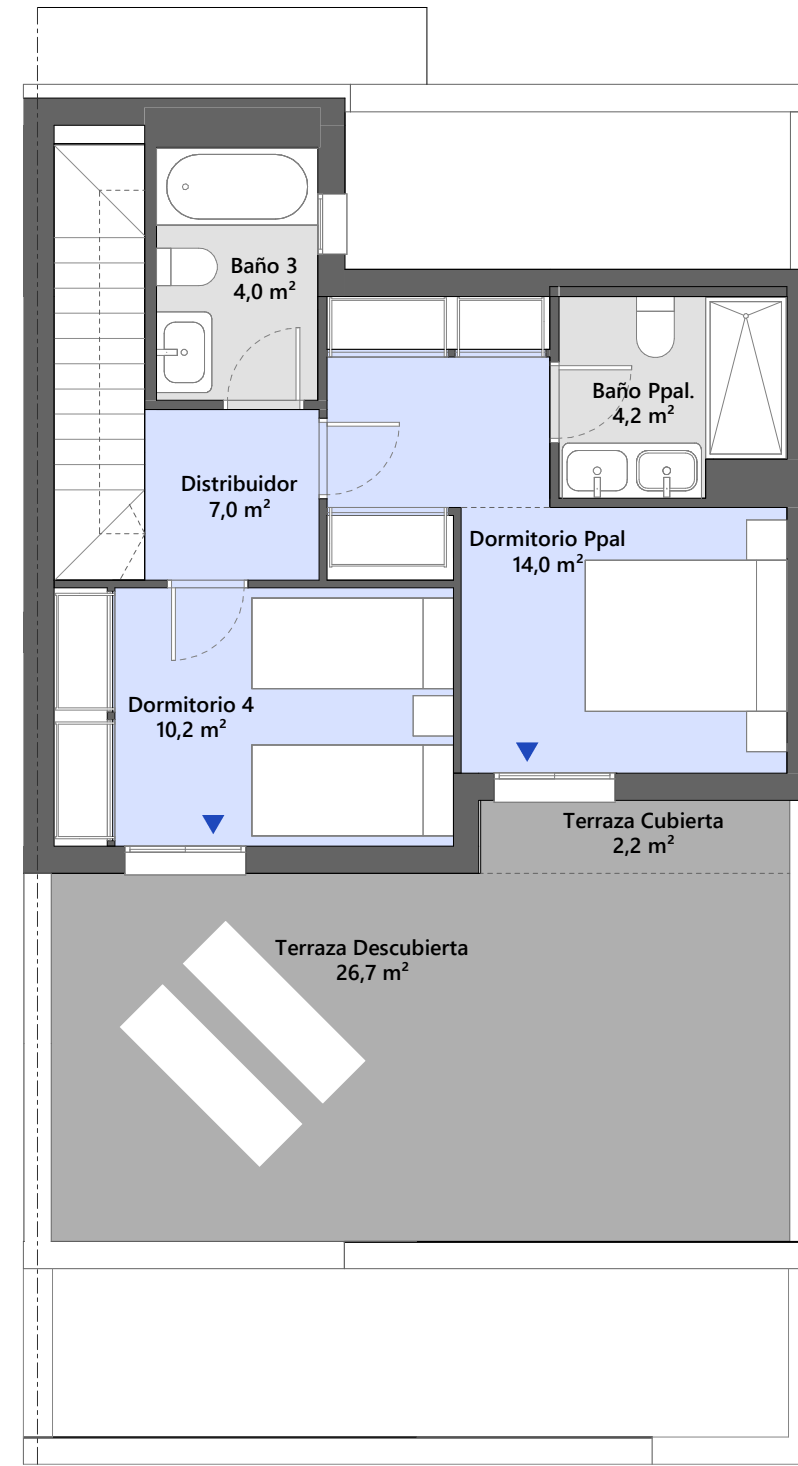 Baño 3
4,0 m²
Baño Ppal.
4,2 m²
Distribuidor
7,0 m²
Dormitorio Ppal
14,0 m²
Dormitorio 4
10,2 m²
Terraza Cubierta
2,2 m²
Terraza Descubierta
26,7 m²